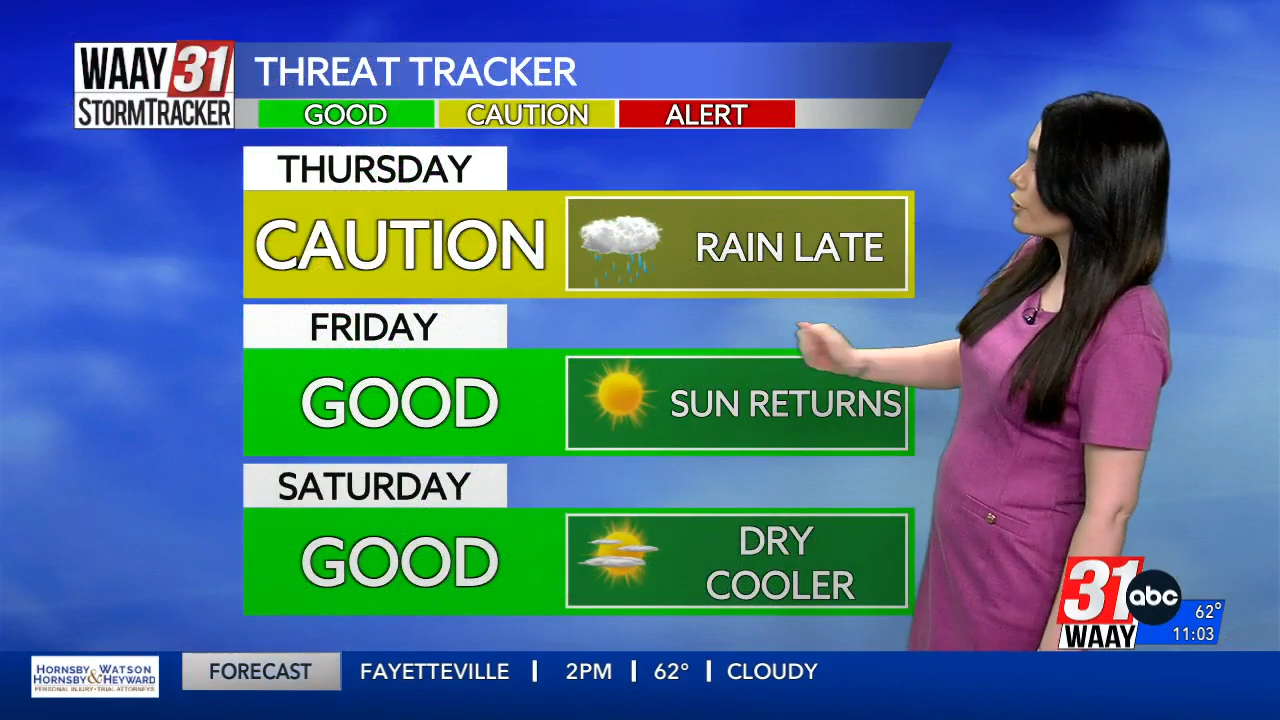 WAAY 31
STORMTRACKER
THREAT TRACKER
GOOD CAUTION ALERT
THURSDAY
CAUTION RAIN LATE
FRIDAY
GOOD SUN RETURNS
SATURDAY
GOOD DRY
COOLER
31 abc
WAAY
62°
11:03
HORNSBY WATSON
HORNSBY & HEYWARD
PERSONAL INJURY • TRIAL ATTORNEYS
FORECAST FAYETTEVILLE | 2PM | 62° | CLOUDY